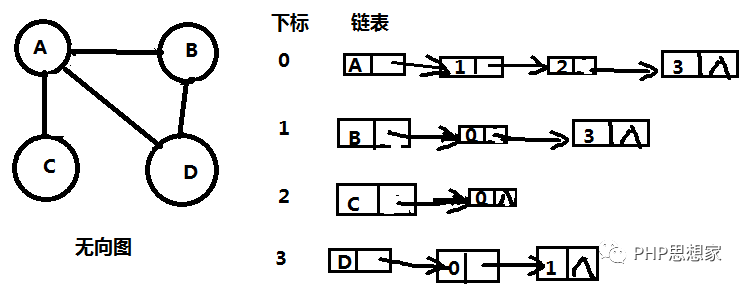 下标 链表
A B
0 A 1 2 3 ∧
1 B 0 3 ∧
C D
2 C 0 ∧
无向图
3 D 0 1 ∧
PHP思想家